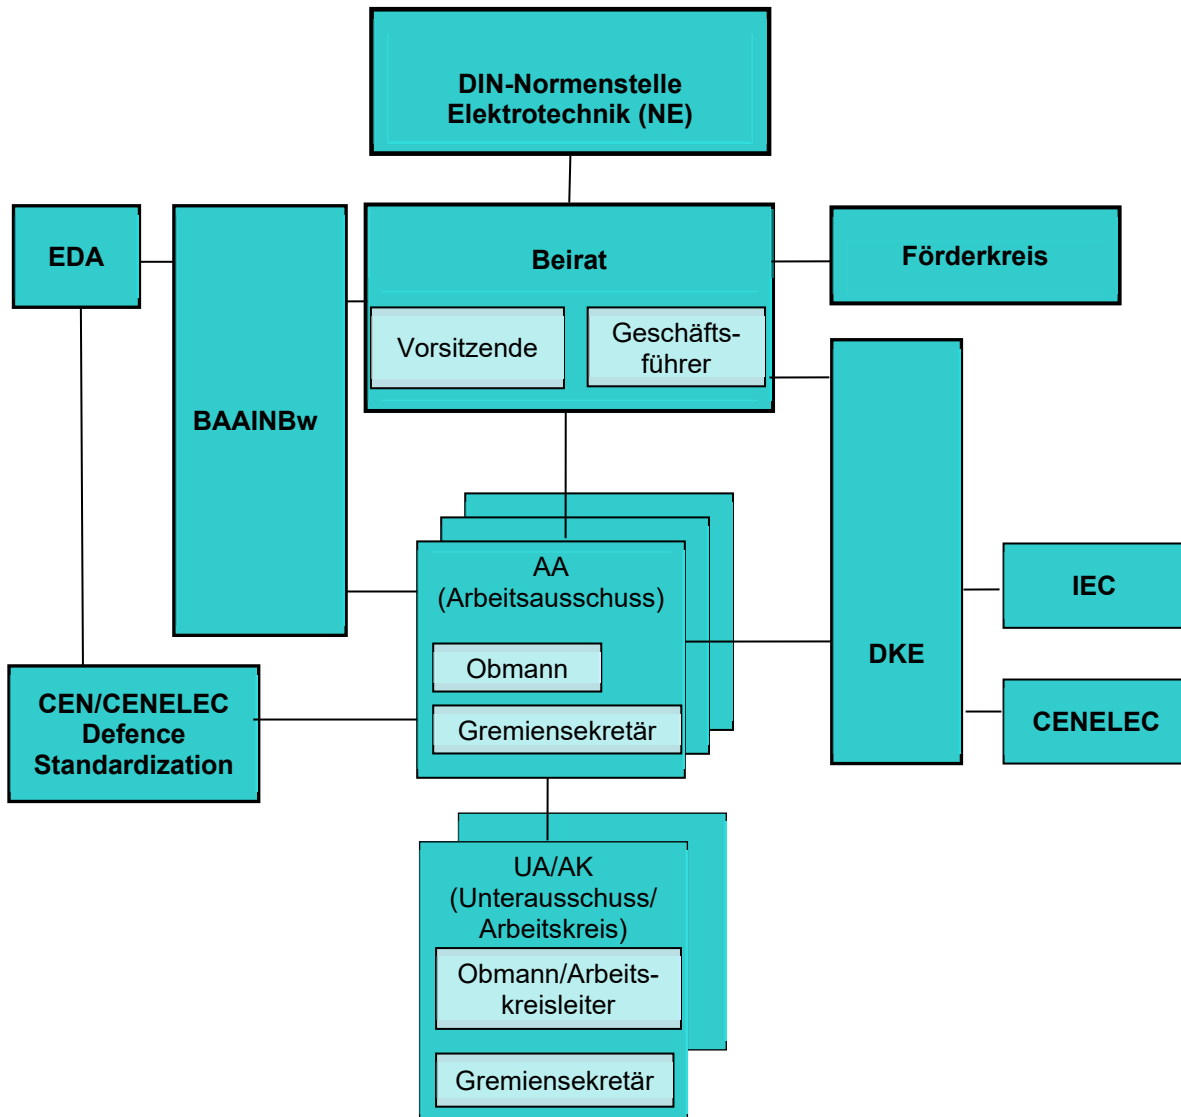 DIN-Normenstelle
Elektrotechnik (NE)
EDA
Beirat
Förderkreis
Vorsitzende
Geschäfts-
führer
BAAINBw
AA
(Arbeitsausschuss)
Obmann
Gremiensekretär
DKE
IEC
CENELEC
CEN/CENELEC
Defence
Standardization
UA/AK
(Unterausschuss/
Arbeitskreis)
Obmann/Arbeits-
kreisleiter
Gremiensekretär